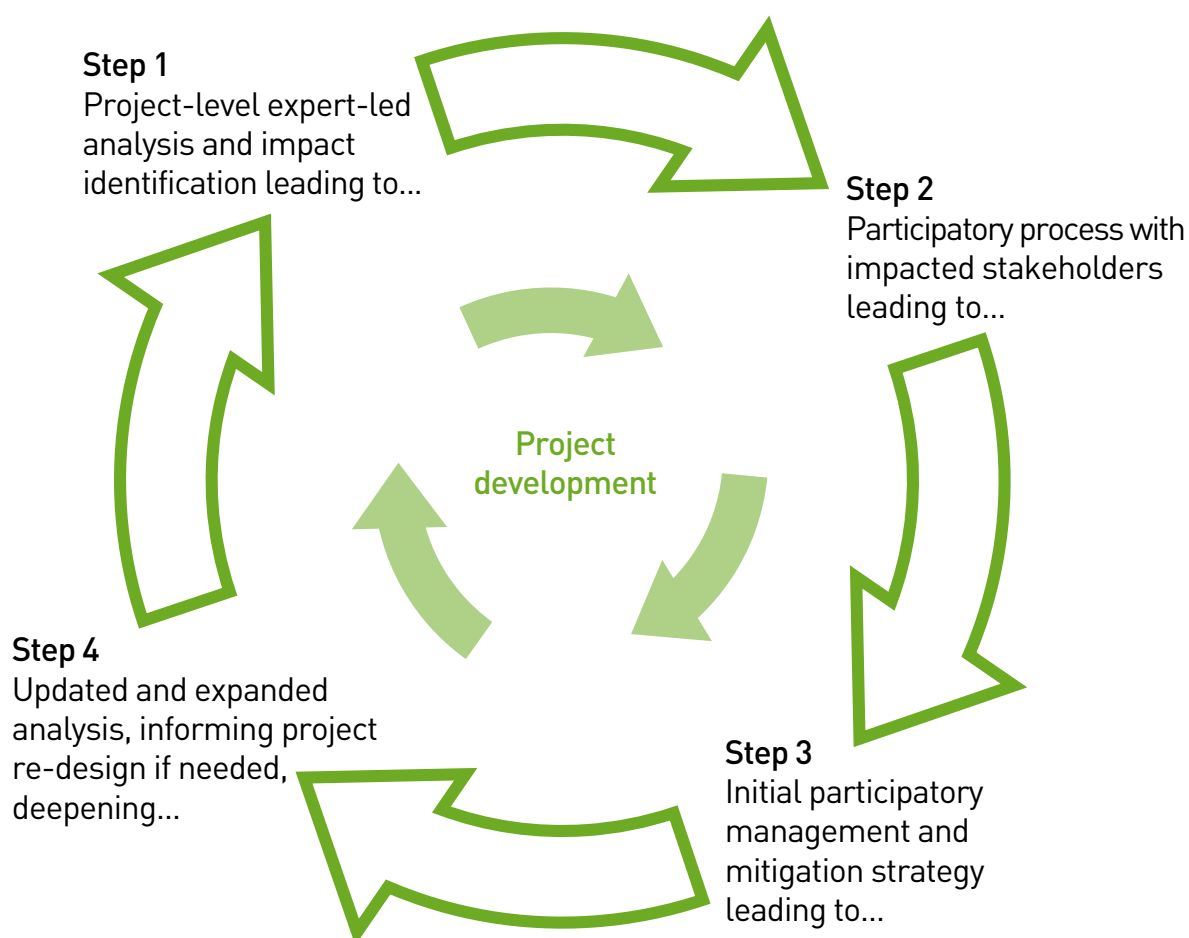 Step 1
Project-level expert-led
analysis and impact
identification leading to...
Step 2
Participatory process with
impacted stakeholders
leading to...
Project
development
Step 3
Initial participatory
management and
mitigation strategy
leading to...
Step 4
Updated and expanded
analysis, informing project
re-design if needed,
deepening...